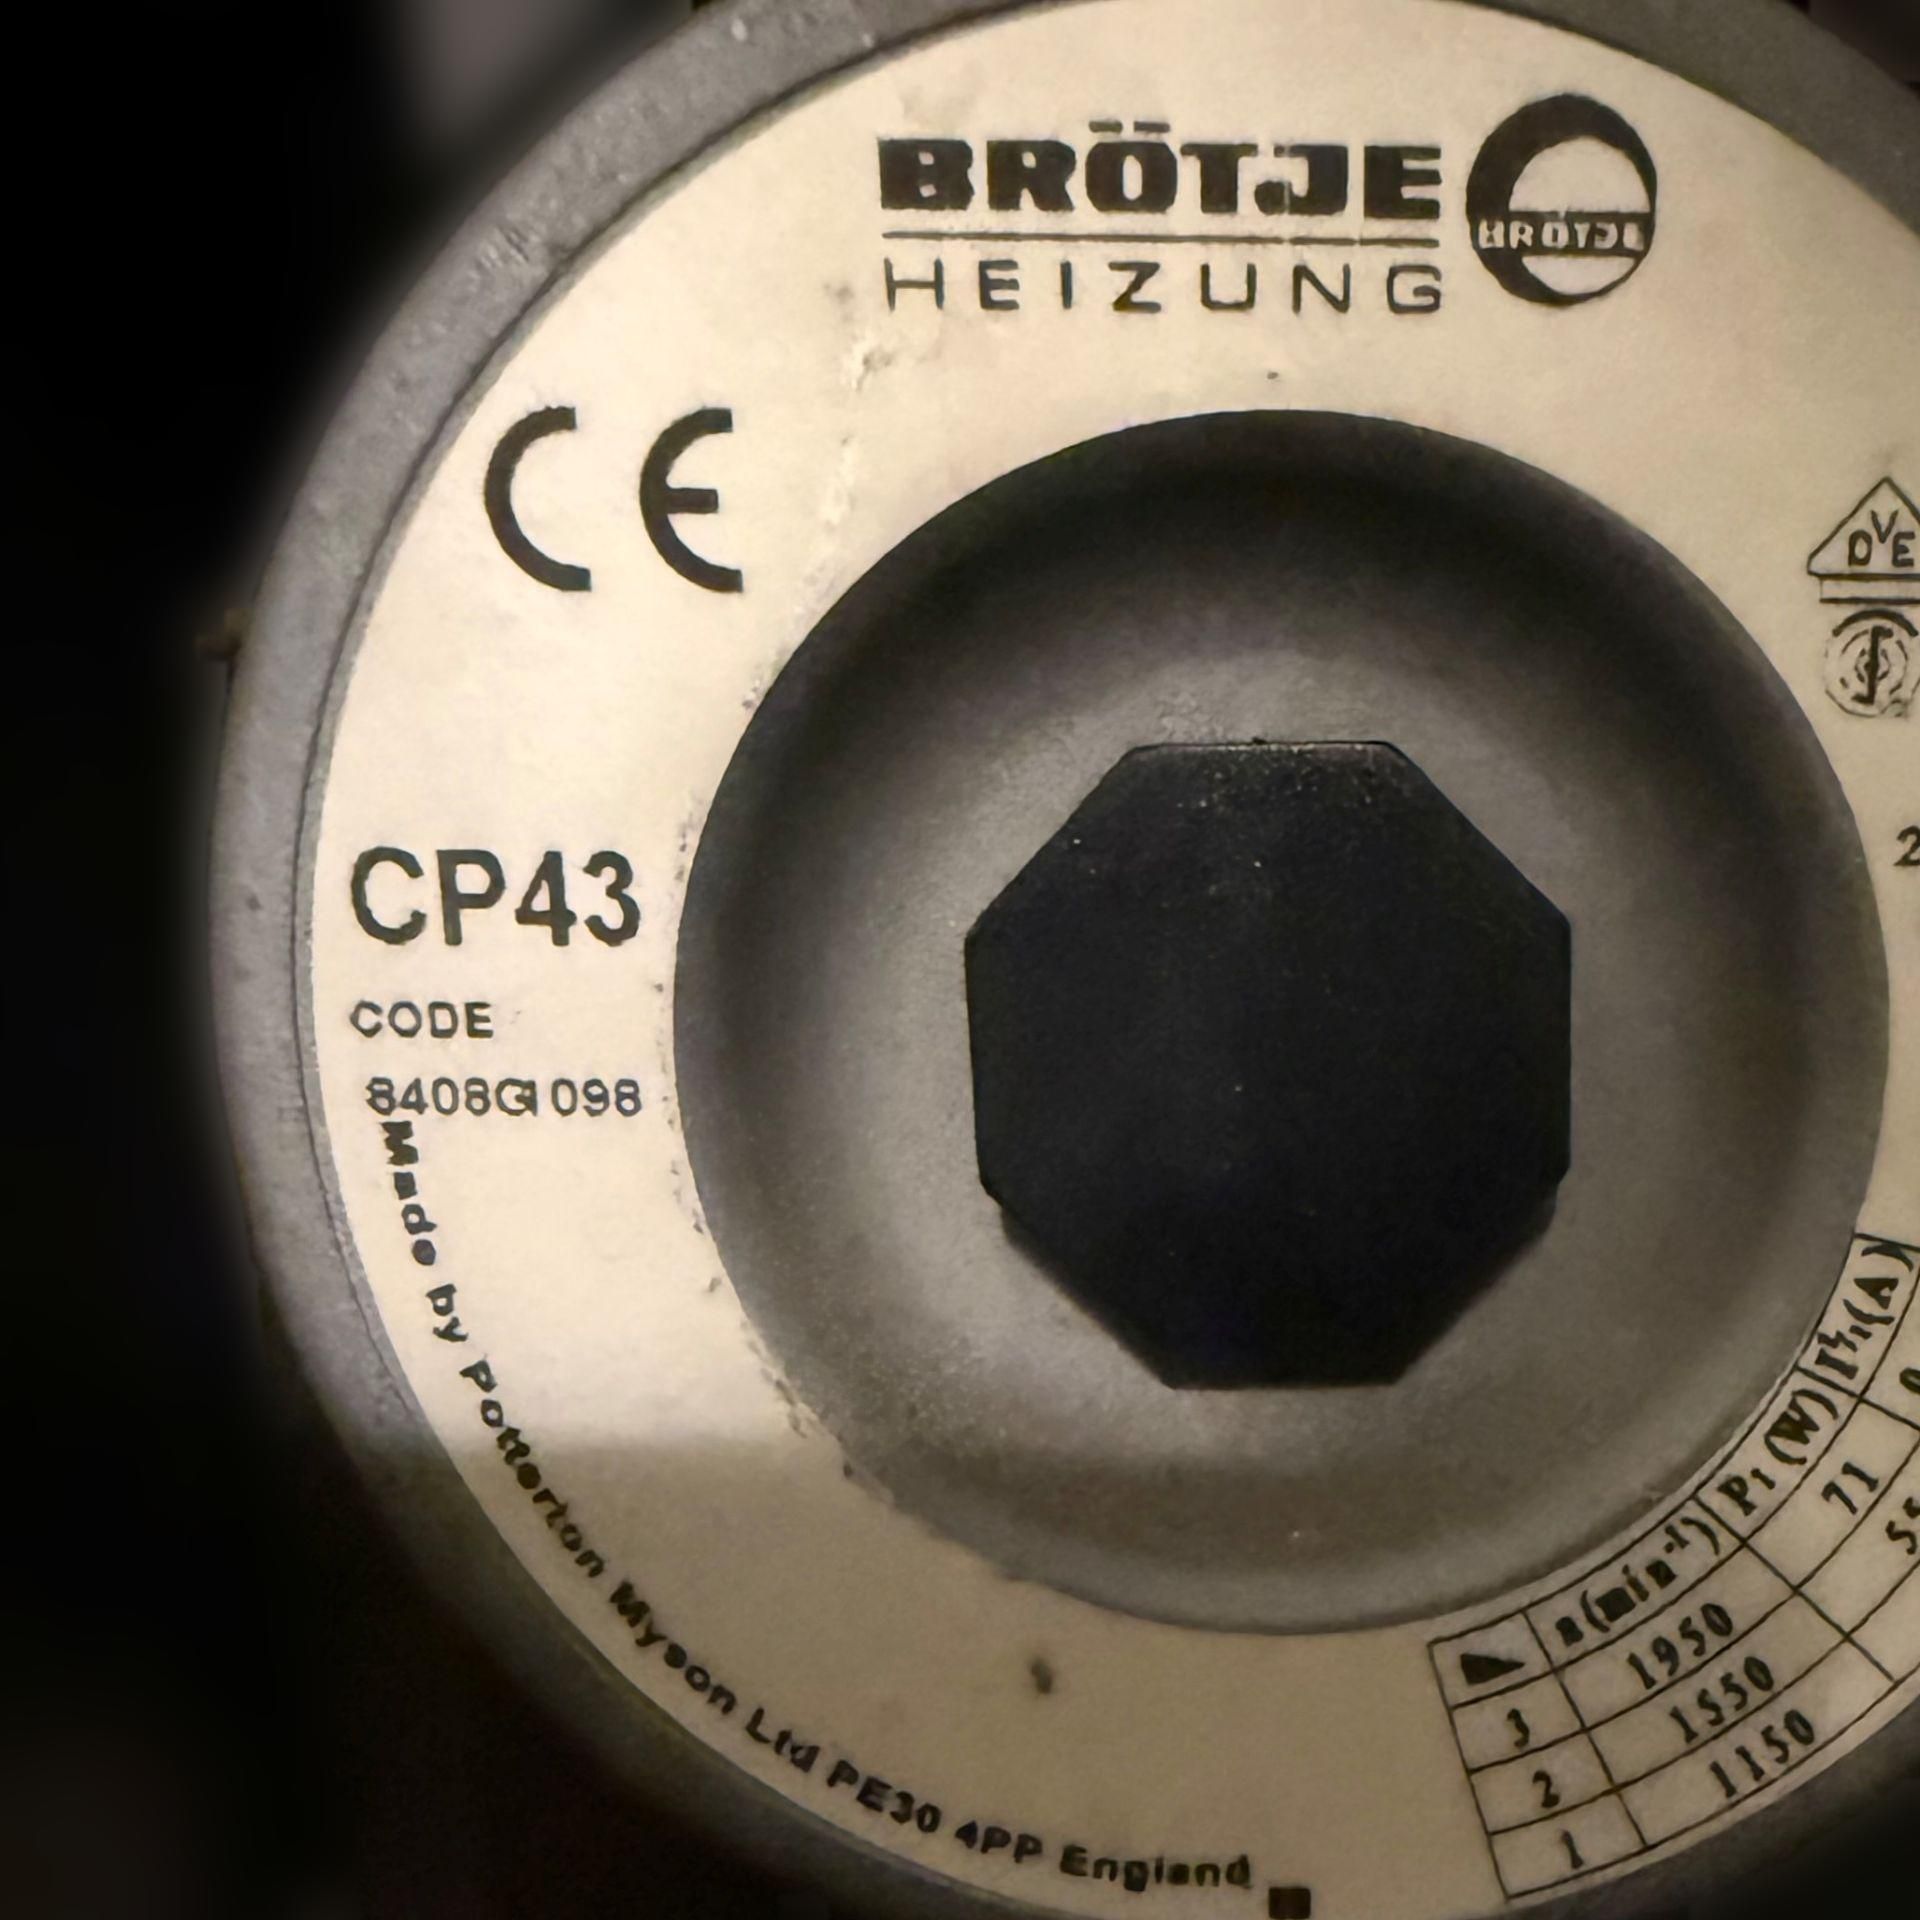 BRÖTJE
HEIZUNG
BRÖTJE
CE
DVE
CP43
CODE
Made by Potterton Myson Ltd PE30 4PP England
n(min⁻¹) P₁(W)
3 1950 71
2 1550
1 1150